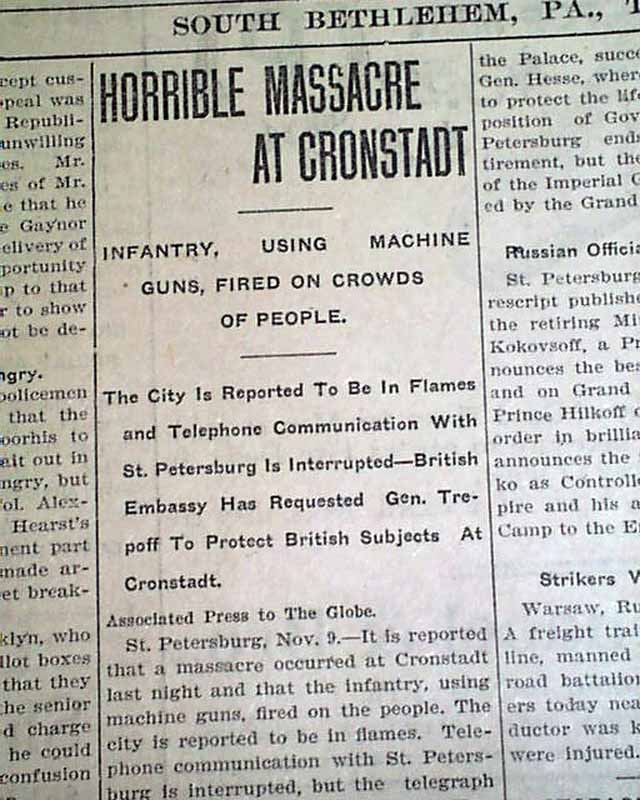 SOUTH BETHLEHEM, PA.,
cept cus-
peal was
Republi-
unwilling
es. Mr.
es of Mr.
e that he
e Gaynor
elivery of
portunity
p to that
r to show
ot be de-
ngry.
policemen
that the
oorhis to
ait out in
ngry, but
ol. Alex-
Hearst's
ment part
made ar-
et break-
klyn, who
llot boxes
that they
he senior
d charge
he could
confusion
HORRIBLE MASSACRE
AT CRONSTADT
INFANTRY, USING MACHINE
GUNS, FIRED ON CROWDS
OF PEOPLE.
The City Is Reported To Be In Flames
and Telephone Communication With
St. Petersburg Is Interrupted—British
Embassy Has Requested Gen. Tre-
poff To Protect British Subjects At
Cronstadt.
Associated Press to The Globe.
St. Petersburg, Nov. 9.—It is reported
that a massacre occurred at Cronstadt
last night and that the infantry, using
machine guns, fired on the people. The
city is reported to be in flames. Tele-
phone communication with St. Peters-
burg is interrupted, but the telegraph
the Palace, succ
Gen. Hesse, wher
to protect the lif
position of Gov
Petersburg ends
tirement, but the
of the Imperial G
ed by the Grand
Russian Officia
St. Petersburg
rescript publishe
the retiring Mi
Kokovsoff, a Pr
nounces the bes
and on Grand
Prince Hilkoff
order in brillia
announces the
ko as Controlle
pire and his a
Camp to the E
Strikers
Warsaw, Ru
A freight trai
line, manned
road battalion
ers today nea
ductor was k
were injured.